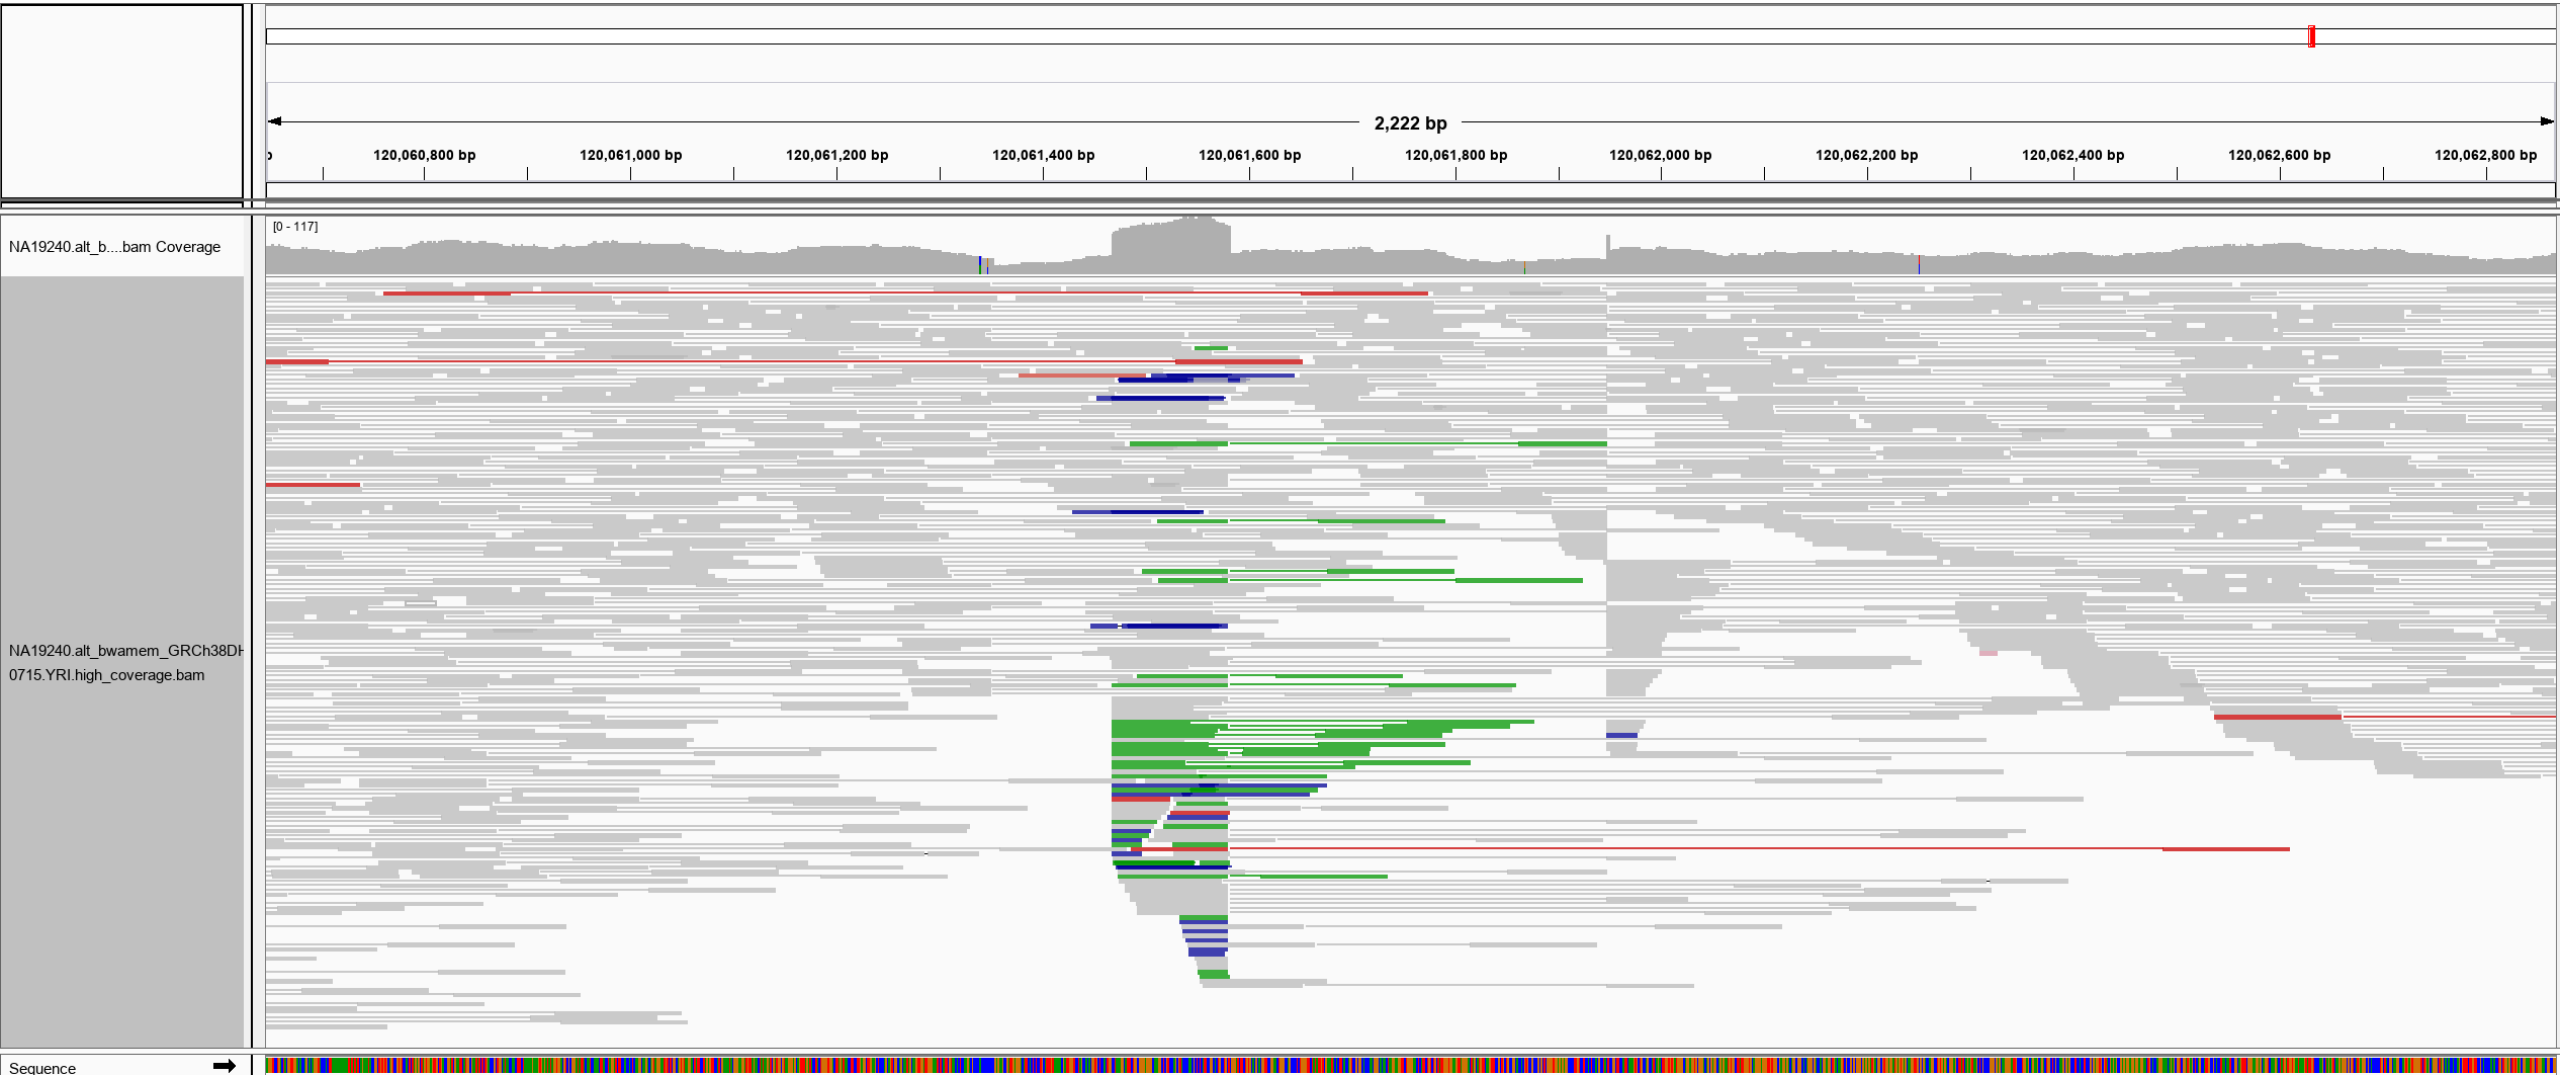 2,222 bp
120,060,800 bp 120,061,000 bp 120,061,200 bp 120,061,400 bp 120,061,600 bp 120,061,800 bp 120,062,000 bp 120,062,200 bp 120,062,400 bp 120,062,600 bp 120,062,800 bp
[0 - 117]
NA19240.alt_b....bam Coverage
NA19240.alt_bwamem_GRCh38DH
0715.YRI.high_coverage.bam
Sequence